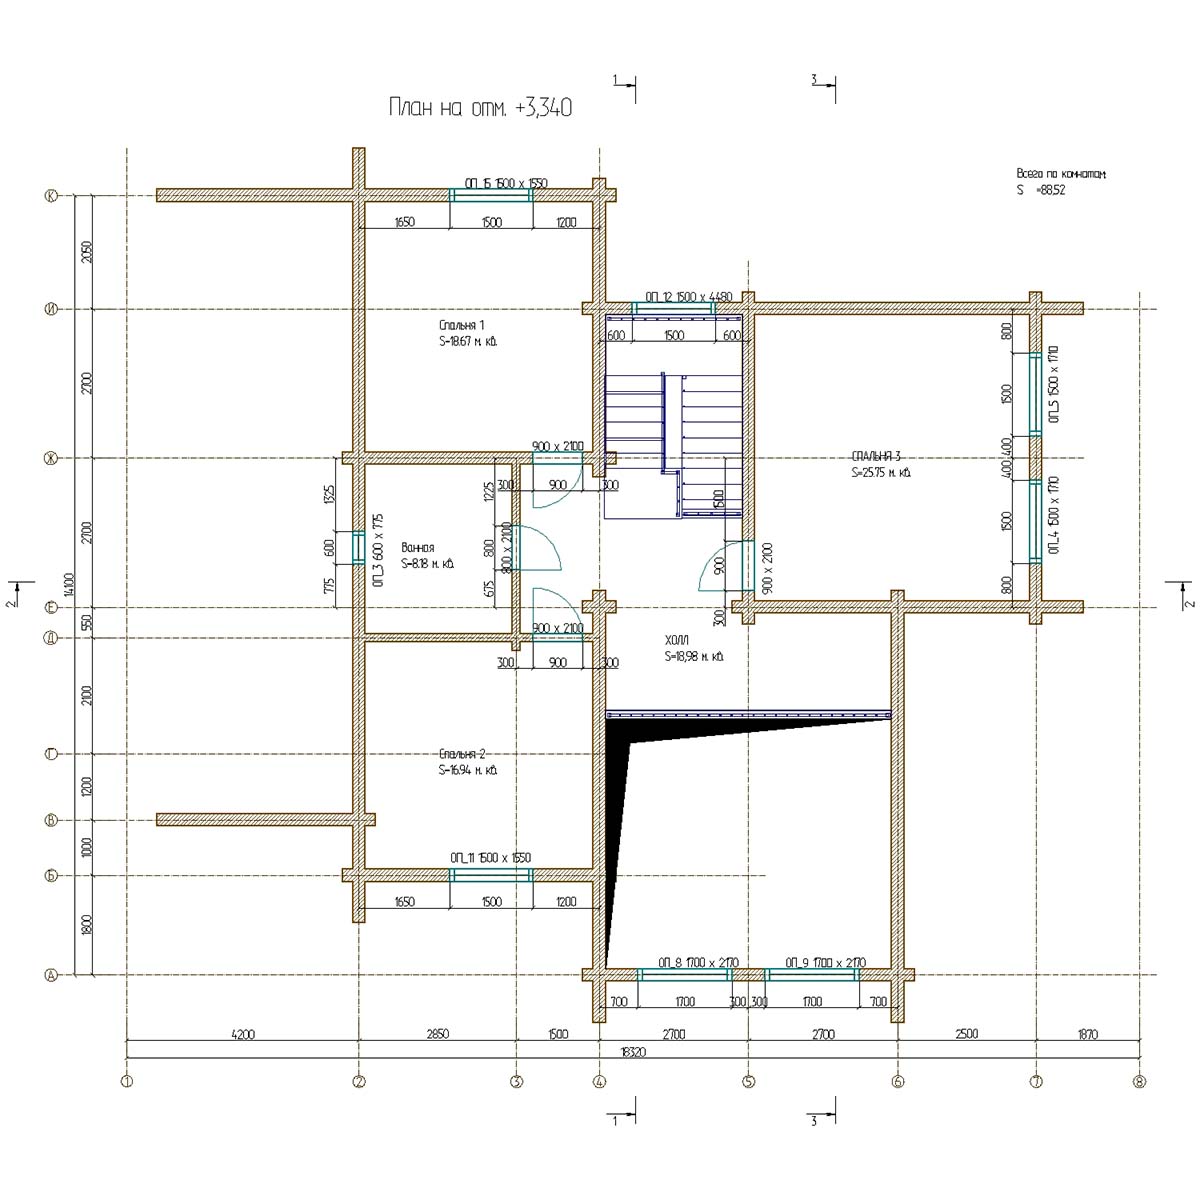 1
3
План на отм. +3,340
Всего по комнатам:
S =88,52
К
ОП_15 1500 x 1550
1650
1500
1200
2050
И
ОП_12 1500 x 4480
600
1500
600
800
Спальня 1
S=18.67 м. кв.
2700
1500
ОП_5 1500 x 1710
900 x 2100
400
Ж
СПАЛЬНЯ 3
S=25.75 м. кв.
400
300
900
300
1325
1225
1500
1500
ОП_4 1500 x 1710
2700
600
ОП_3 600 x 775
Ванная
S=8.18 м. кв.
800
800 x 2100
900
900 x 2100
14100
775
675
800
2
2
Е
300
550
Д
900 x 2100
ХОЛЛ
S=18,98 м. кв.
300
900
300
2100
Г
Спальня 2
S=16.94 м. кв.
1200
В
1000
ОП_11 1500 x 1550
Б
1650
1500
1200
1800
ОП_8 1700 x 2170
ОП_9 1700 x 2170
А
700
1700
300
300
1700
700
4200
2850
1500
2700
2700
2500
1870
18320
1
2
3
4
5
6
7
8
1
3